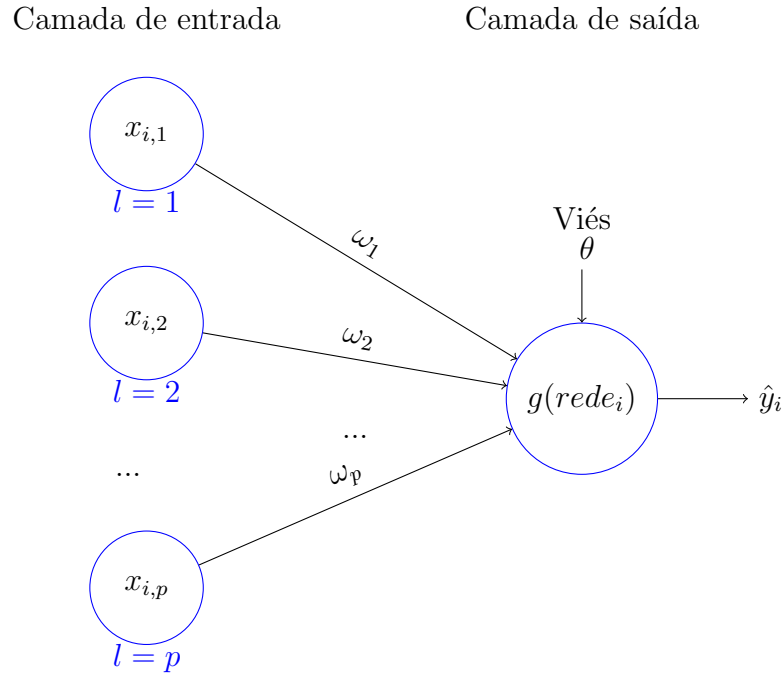 Camada de entrada
Camada de saída
x_{i,1}
l = 1
ω_1
Viés
θ
x_{i,2}
l = 2
ω_2
g(rede_i)
ŷ_i
...
...
ω_p
x_{i,p}
l = p